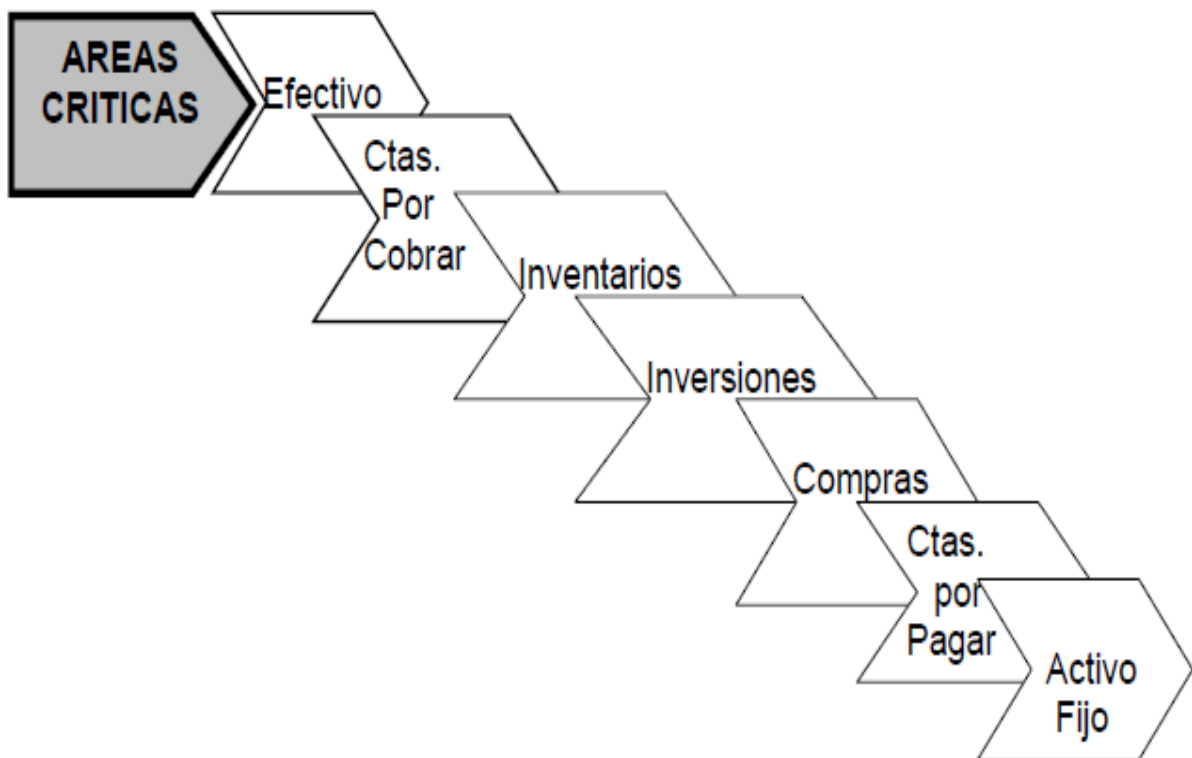 AREAS
CRITICAS
Efectivo
Ctas.
Por
Cobrar
Inventarios
Inversiones
Compras
Ctas.
por
Pagar
Activo
Fijo